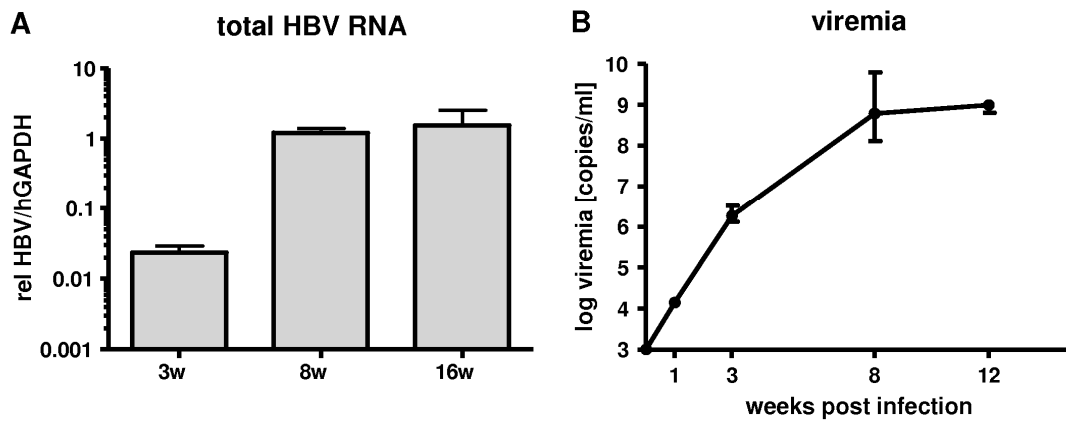 A
total HBV RNA
rel HBV/hGAPDH
10
1
0.1
0.01
0.001
3w
8w
16w
B
viremia
log viremia [copies/ml]
10
9
8
7
6
5
4
3
1
3
8
12
weeks post infection